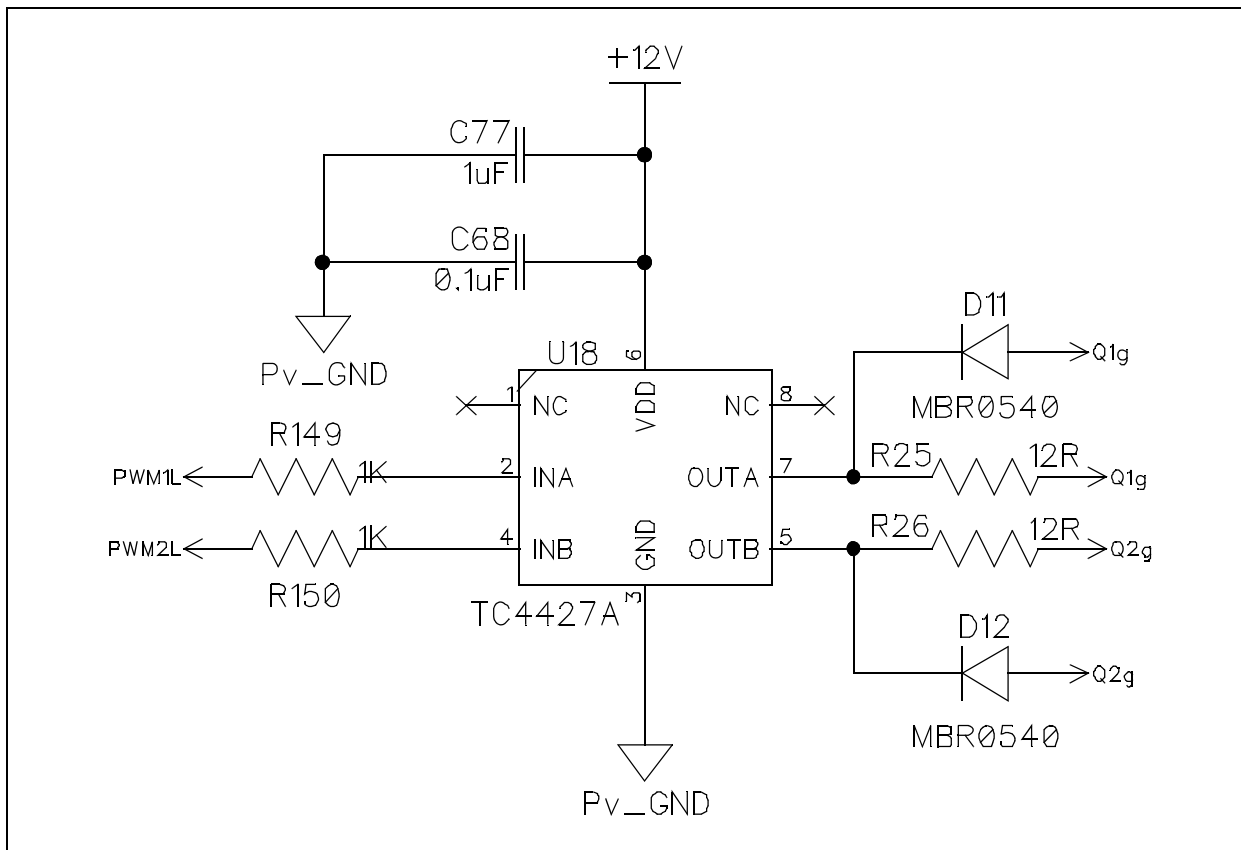 +12V
C77
1uF
C68
0.1uF
Pv_GND
U18
6
D11
Q1g
MBR0540
1
NC
VDD
NC
8
R149
PWM1L
1K
2
INA
OUTA
7
R25
12R
Q1g
PWM2L
1K
4
INB
GND
OUTB
5
R26
12R
Q2g
R150
TC4427A
3
D12
Q2g
MBR0540
Pv_GND